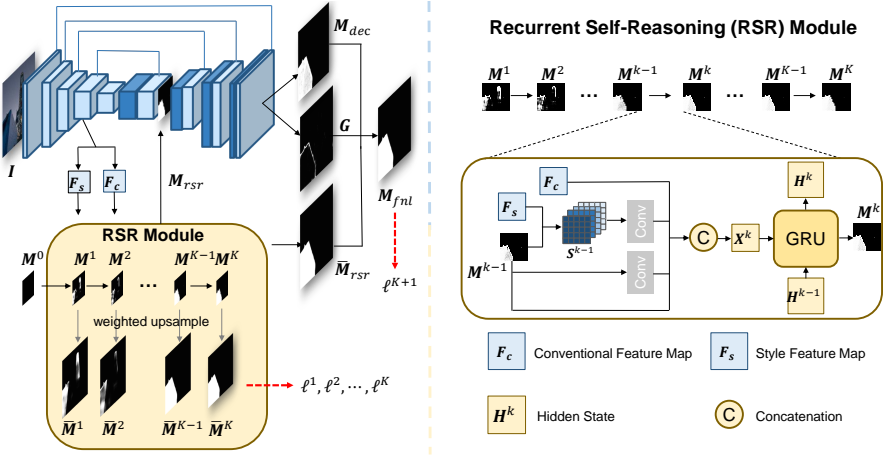 M_dec
I
F_s
F_c
M_rsr
G
M_fnl
RSR Module
M^0
M^1
M^2
...
M^{K-1}
M^K
weighted upsample
M̄_rsr
ℓ^{K+1}
M̄^1
M̄^2
M̄^{K-1}
M̄^K
ℓ^1, ℓ^2, ⋯, ℓ^K
Recurrent Self-Reasoning (RSR) Module
M^1
M^2
...
M^{k-1}
M^k
...
M^{K-1}
M^K
F_c
F_s
M^{k-1}
S^{k-1}
Conv
Conv
C
X^k
H^k
GRU
H^{k-1}
M^k
F_c
Conventional Feature Map
F_s
Style Feature Map
H^k
Hidden State
C
Concatenation